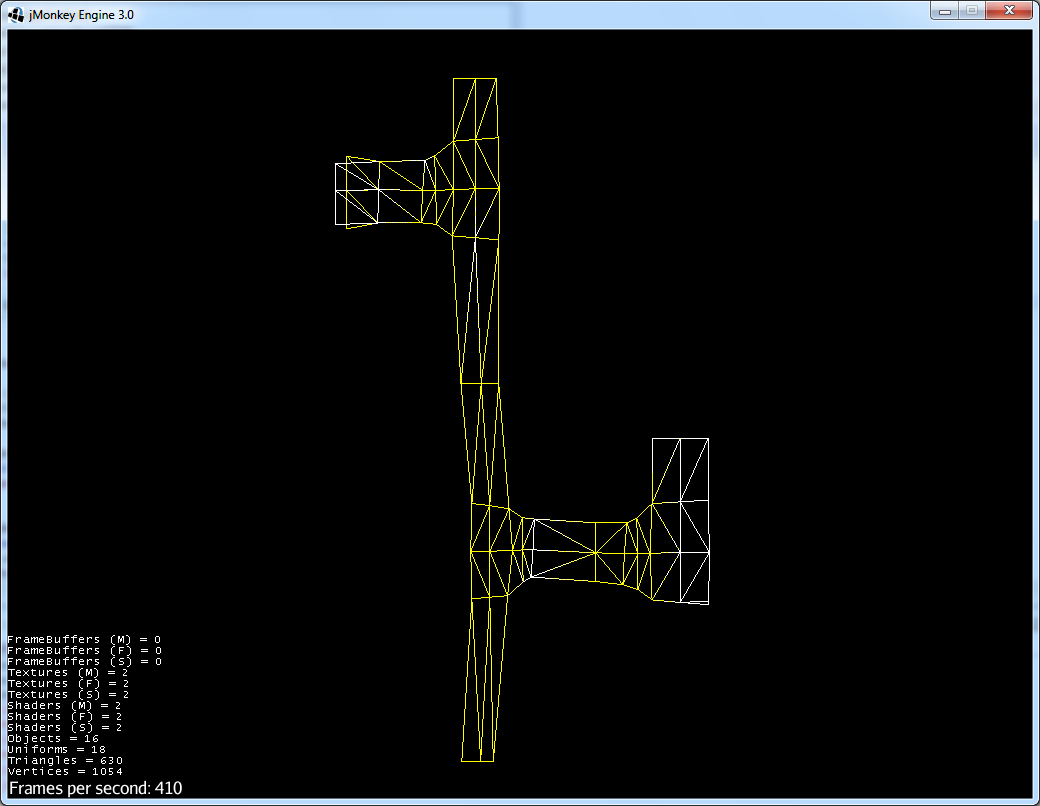 jMonkey Engine 3.0
FrameBuffers (M) = 0
FrameBuffers (F) = 0
FrameBuffers (S) = 0
Textures (M) = 2
Textures (F) = 2
Textures (S) = 2
Shaders (M) = 2
Shaders (F) = 2
Shaders (S) = 2
Objects = 16
Uniforms = 18
Triangles = 630
Vertices = 1054
Frames per second: 410